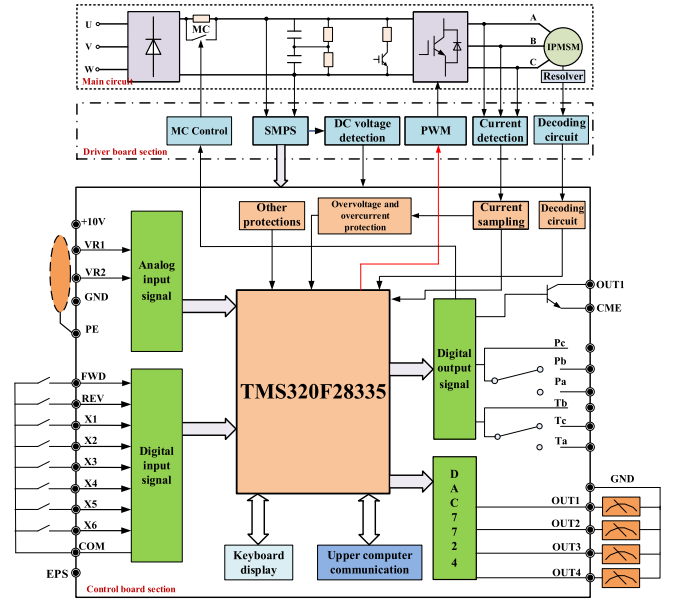 U
V
W
MC
A
B
C
IPMSM
Resolver
Main circuit
MC Control
SMPS
DC voltage
detection
PWM
Current
detection
Decoding
circuit
Driver board section
+10V
VR1
VR2
GND
PE
Analog
input
signal
Other
protections
Overvoltage and
overcurrent
protection
Current
sampling
Decoding
circuit
OUT1
CME
TMS320F28335
Digital
output
signal
Pc
Pb
Pa
Tb
Tc
Ta
FWD
REV
X1
X2
X3
X4
X5
X6
COM
EPS
Digital
input
signal
D
A
C
7
7
2
4
GND
OUT1
OUT2
OUT3
OUT4
Keyboard
display
Upper computer
communication
Control board section